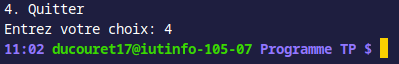 4. Quitter
Entrez votre choix: 4
11:02 ducouret17@iutinfo-105-07 Programme TP $